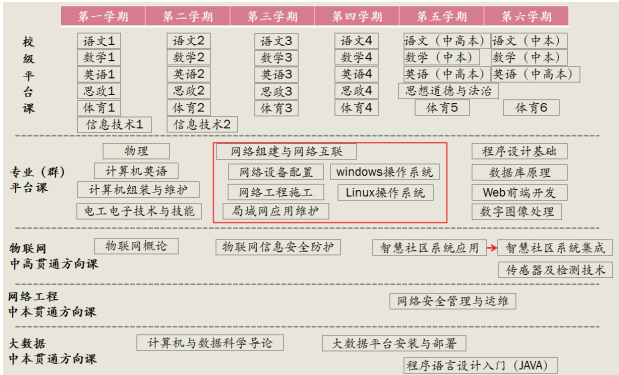 第一学期 第二学期 第三学期 第四学期 第五学期 第六学期
校级平台课
语文1 语文2 语文3 语文4 语文（中高本） 语文（中本）
数学1 数学2 数学3 数学4 数学（中本） 数学（中本）
英语1 英语2 英语3 英语4 英语（中高本） 英语（中高本）
思政1 思政2 思政3 思政4 思想道德与法治
体育1 体育2 体育3 体育4 体育5 体育6
信息技术1 信息技术2
专业（群）
平台课
物理 网络组建与网络互联 程序设计基础
计算机英语 网络设备配置 windows操作系统 数据库原理
计算机组装与维护 网络工程施工 Linux操作系统 Web前端开发
电工电子技术与技能 局域网应用维护 数字图像处理
物联网
中高贯通方向课
物联网概论 物联网信息安全防护 智慧社区系统应用 智慧社区系统集成
传感器及检测技术
网络工程
中本贯通方向课
网络安全管理与运维
大数据
中本贯通方向课
计算机与数据科学导论 大数据平台安装与部署
程序语言设计入门（JAVA）